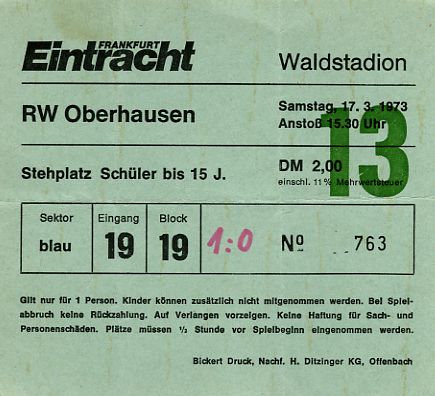 Eintracht FRANKFURT
Waldstadion
RW Oberhausen
Samstag, 17. 3. 1973
Anstoß 15.30 Uhr
13
Stehplatz Schüler bis 15 J.
DM 2,00
einschl. 11% Mehrwertsteuer
Sektor Eingang Block
blau 19 19 1:0 Nº 763
Gilt nur für 1 Person. Kinder können zusätzlich nicht mitgenommen werden. Bei Spiel-
abbruch keine Rückzahlung. Auf Verlangen vorzeigen. Keine Haftung für Sach- und
Personenschäden. Plätze müssen ½ Stunde vor Spielbeginn eingenommen werden.
Bickert Druck, Nachf. H. Ditzinger KG, Offenbach